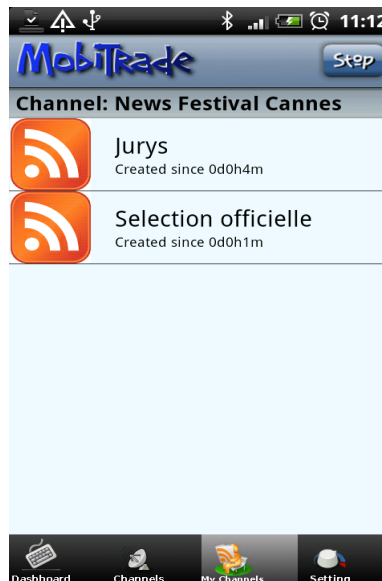 11:12
MobiTrade
Stop
Channel: News Festival Cannes
Jurys
Created since 0d0h4m
Selection officielle
Created since 0d0h1m
Dashboard Channels My Channels Setting